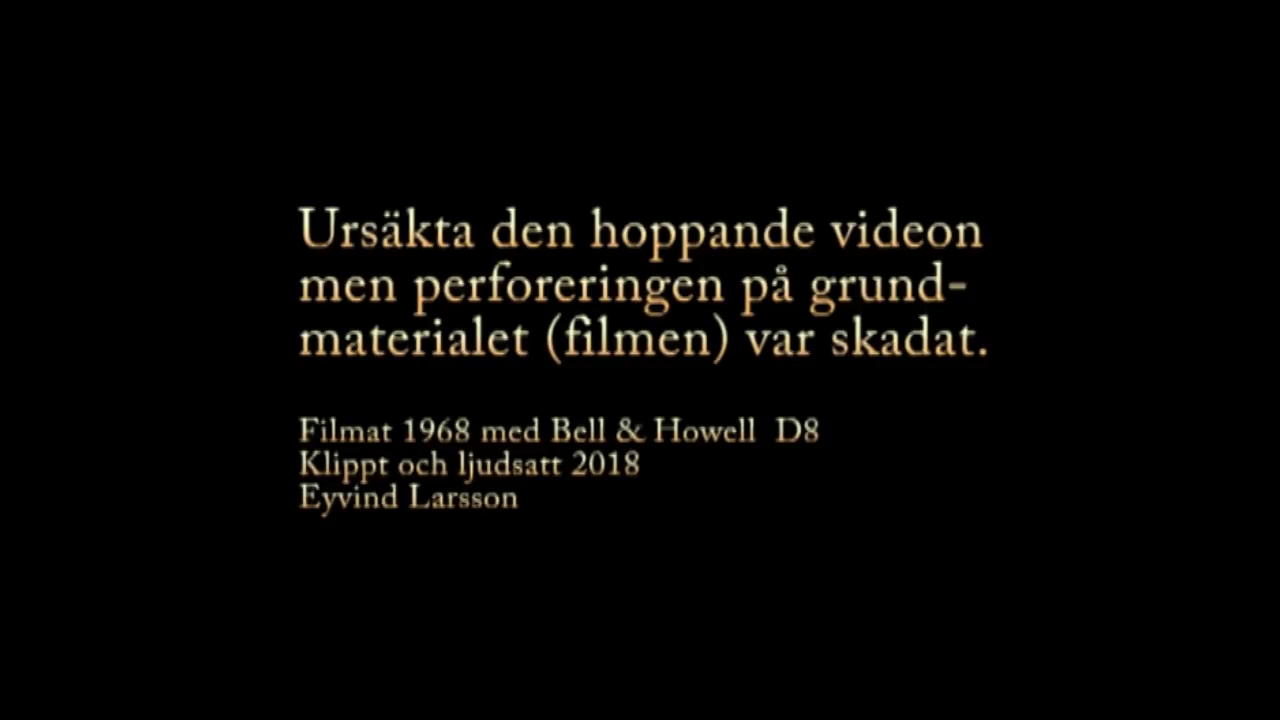 Ursäkta den hoppande videon
men perforeringen på grund-
materialet (filmen) var skadat.
Filmat 1968 med Bell & Howell D8
Klippt och ljudsatt 2018
Eyvind Larsson